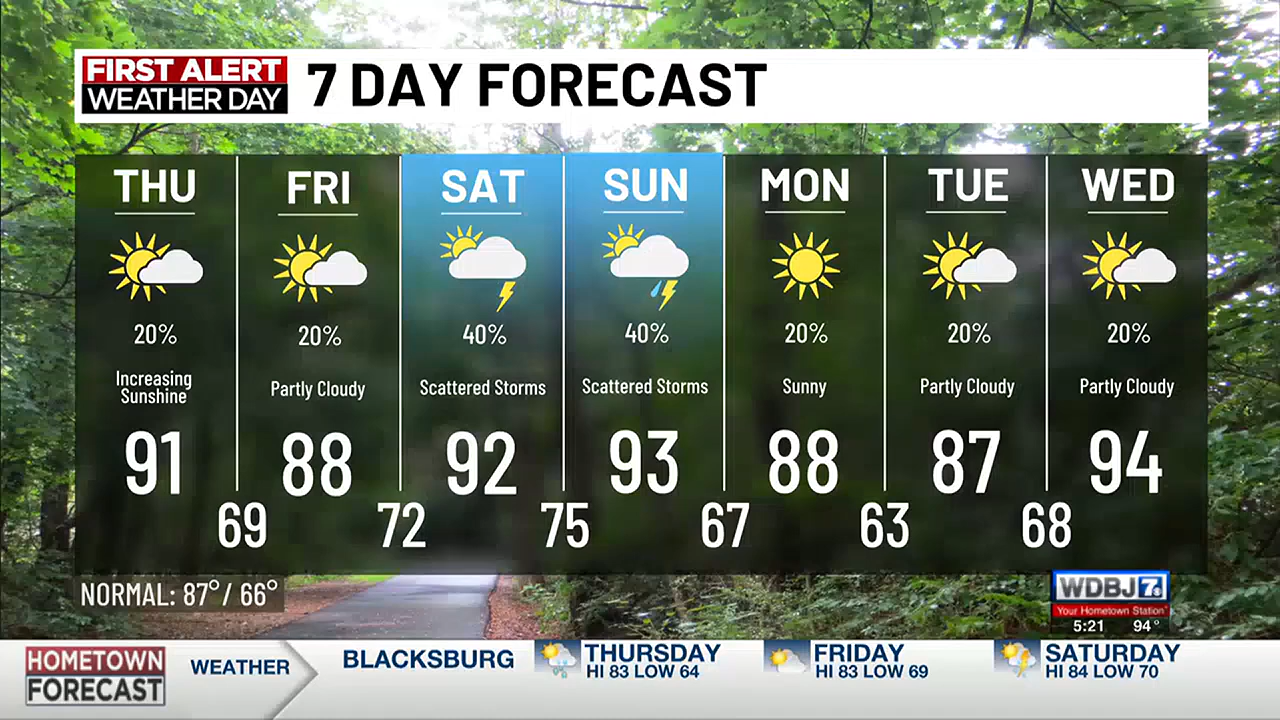 FIRST ALERT
WEATHER DAY
7 DAY FORECAST
THU FRI SAT SUN MON TUE WED
20% 20% 40% 40% 20% 20% 20%
Increasing
Sunshine
Partly Cloudy
Scattered Storms
Scattered Storms
Sunny
Partly Cloudy
Partly Cloudy
91 88 92 93 88 87 94
69 72 75 67 63 68
NORMAL: 87°/ 66°
WDBJ7
Your Hometown Station
5:21 94°
HOMETOWN
FORECAST
WEATHER
BLACKSBURG
THURSDAY
HI 83 LOW 64
FRIDAY
HI 83 LOW 69
SATURDAY
HI 84 LOW 70